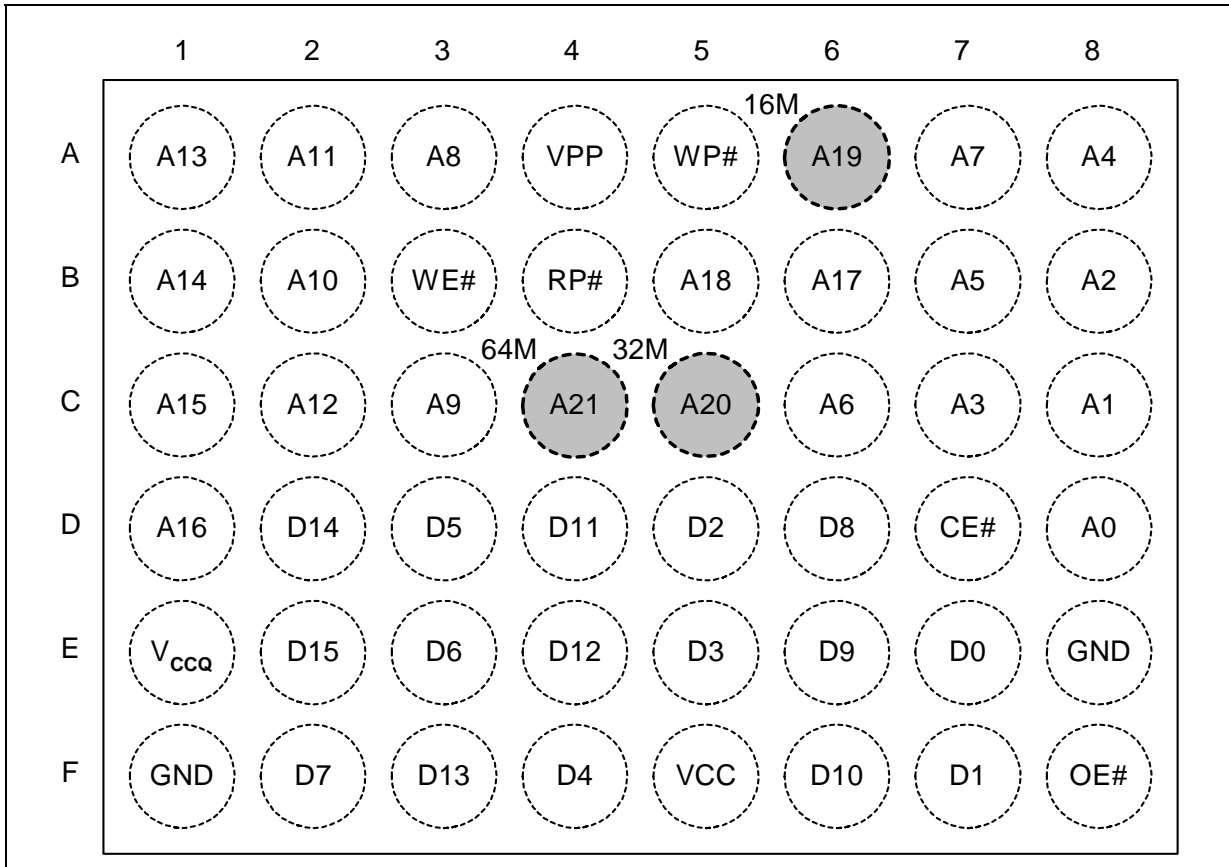 1 2 3 4 5 6 7 8
16M
A A13 A11 A8 VPP WP# A19 A7 A4
B A14 A10 WE# RP# A18 A17 A5 A2
64M 32M
C A15 A12 A9 A21 A20 A6 A3 A1
D A16 D14 D5 D11 D2 D8 CE# A0
E VCCQ D15 D6 D12 D3 D9 D0 GND
F GND D7 D13 D4 VCC D10 D1 OE#